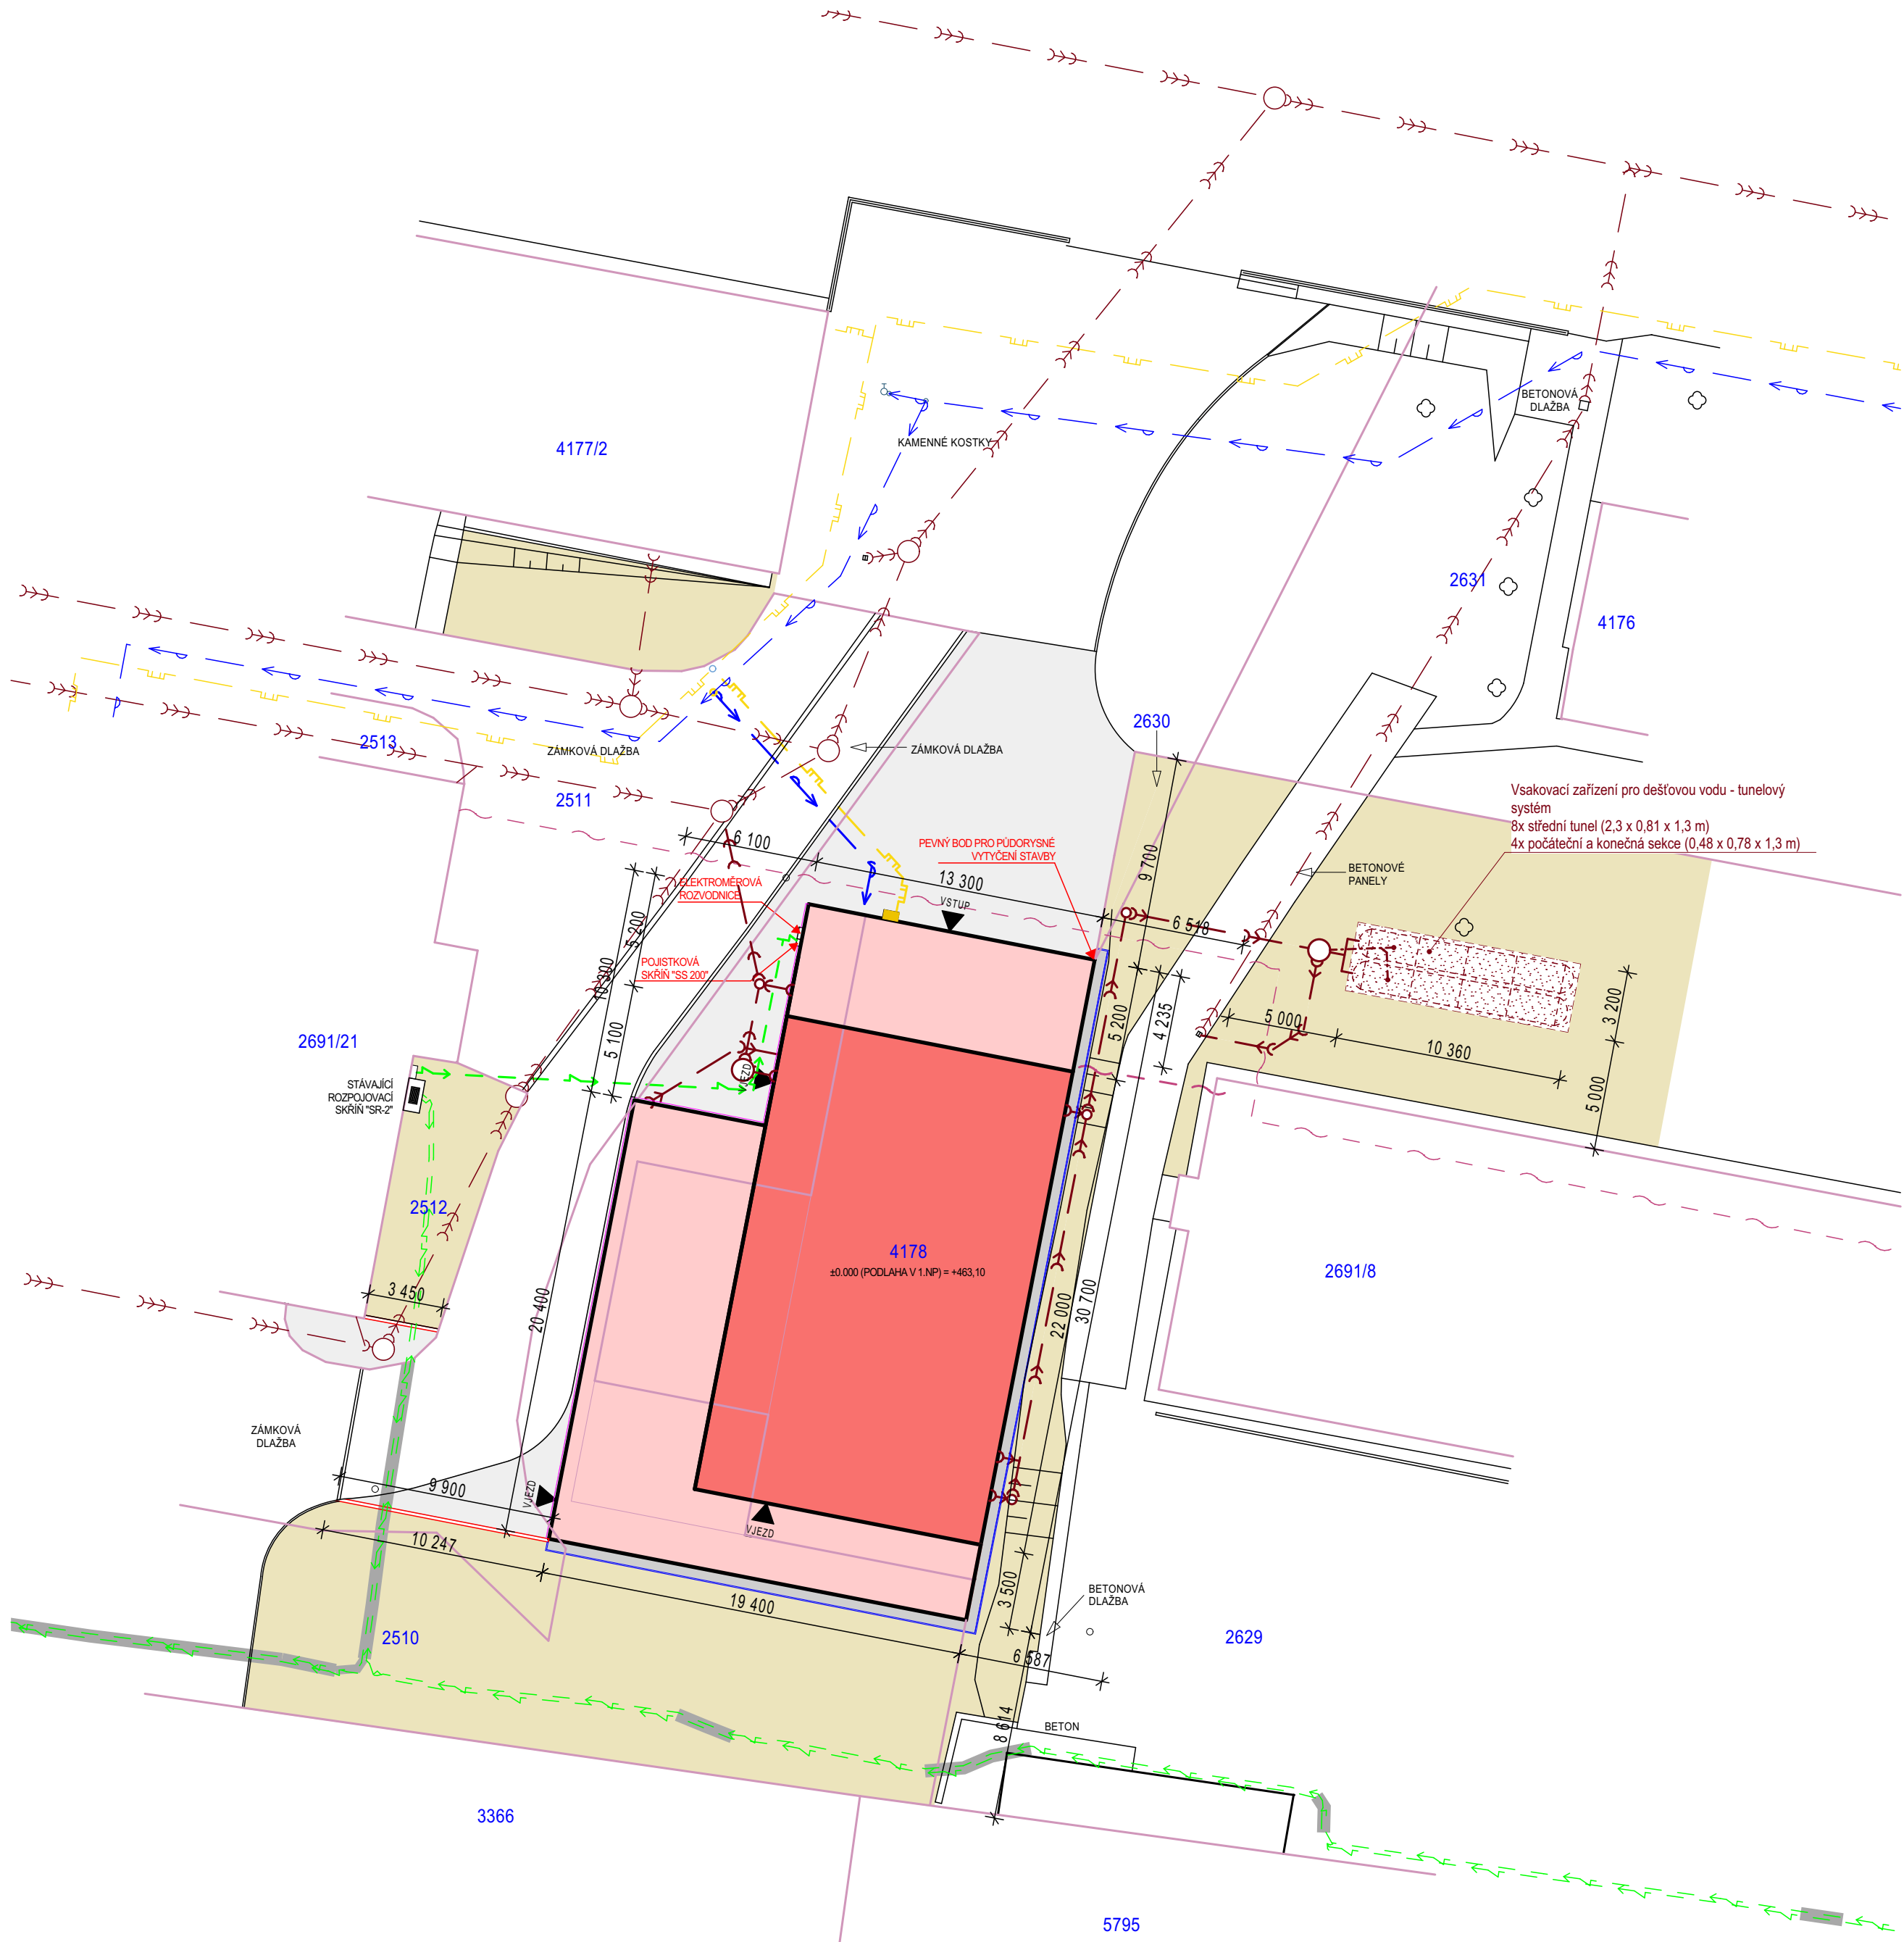 4177/2
KAMENNÉ KOSTKY
BETONOVÁ
DLAŽBA
2631
4176
2630
2513
ZÁMKOVÁ DLAŽBA
ZÁMKOVÁ DLAŽBA
2511
Vsakovací zařízení pro dešťovou vodu - tunelový
systém
8x střední tunel (2,3 x 0,81 x 1,3 m)
4x počáteční a konečná sekce (0,48 x 0,78 x 1,3 m)
6 100
PEVNÝ BOD PRO PŮDORYSNÉ
VYTYČENÍ STAVBY
9 700
BETONOVÉ
PANELY
ELEKTROMĚROVÁ
ROZVODNICE
13 300
VSTUP
6 518
5 200
10 300
POJISTKOVÁ
SKŘÍŇ "SS 200"
5 100
5 200
4 235
5 000
3 200
10 360
5 000
2691/21
STÁVAJÍCÍ
ROZPOJOVACÍ
SKŘÍŇ "SR-2"
VJEZD
2512
4178
±0.000 (PODLAHA V 1.NP) = +463,10
2691/8
3 450
20 400
22 000
30 700
ZÁMKOVÁ
DLAŽBA
9 900
VJEZD
VJEZD
10 247
19 400
3 500
BETONOVÁ
DLAŽBA
2510
2629
6 587
8 614
BETON
3366
5795